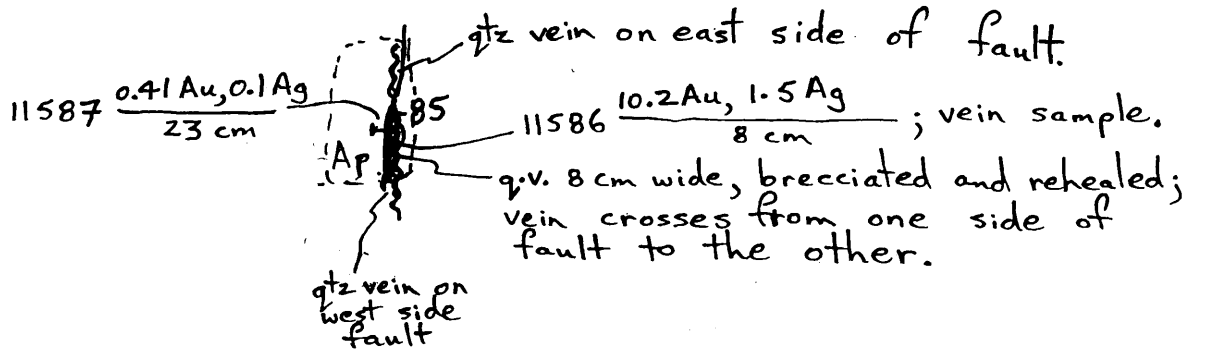 qtz vein on east side of fault.
11587 0.41 Au, 0.1 Ag
23 cm
85
11586 10.2 Au, 1.5 Ag ; vein sample.
8 cm
Ap
q.v. 8 cm wide, brecciated and rehealed;
vein crosses from one side of
fault to the other.
qtz vein on
west side
fault